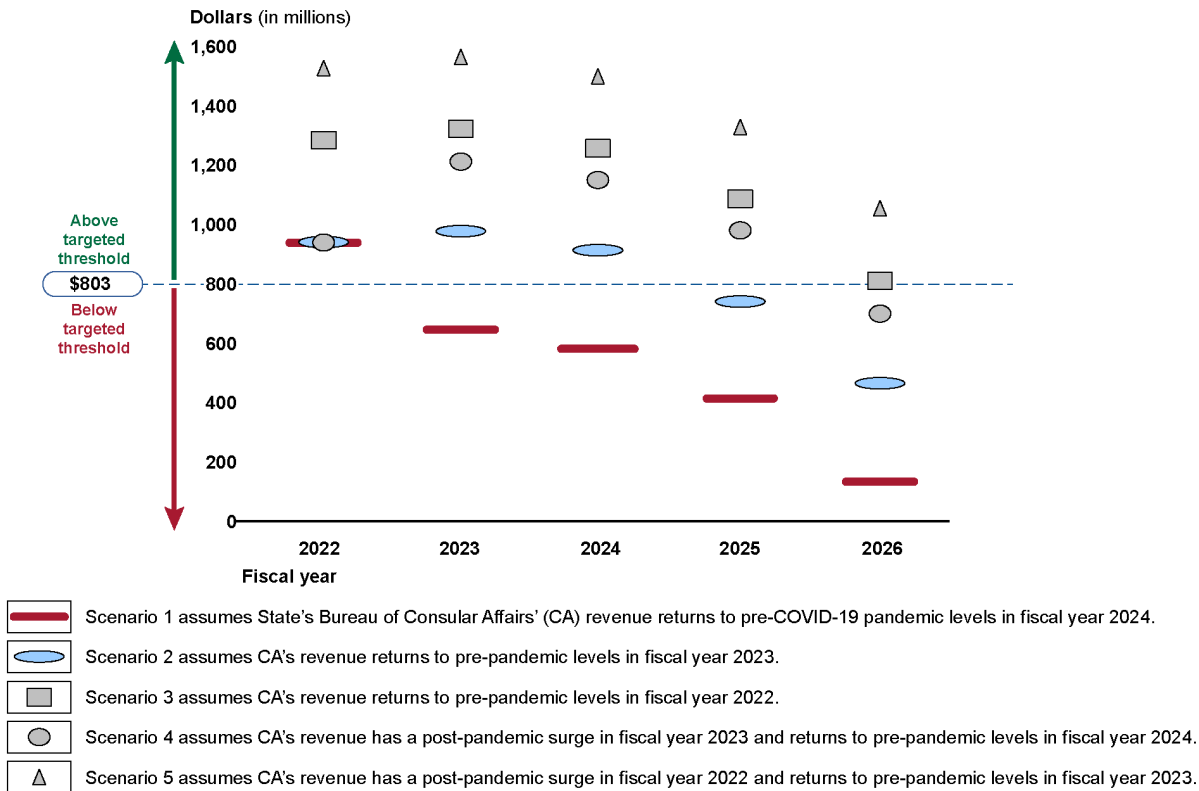 Dollars (in millions)
1,600
1,400
1,200
1,000
800
600
400
200
0
Above
targeted
threshold
$803
Below
targeted
threshold
2022 2023 2024 2025 2026
Fiscal year
Scenario 1 assumes State’s Bureau of Consular Affairs’ (CA) revenue returns to pre-COVID-19 pandemic levels in fiscal year 2024.
Scenario 2 assumes CA’s revenue returns to pre-pandemic levels in fiscal year 2023.
Scenario 3 assumes CA’s revenue returns to pre-pandemic levels in fiscal year 2022.
Scenario 4 assumes CA’s revenue has a post-pandemic surge in fiscal year 2023 and returns to pre-pandemic levels in 2024.
Scenario 5 assumes CA’s revenue has a post-pandemic surge in fiscal year 2022 and returns to pre-pandemic levels in 2023.